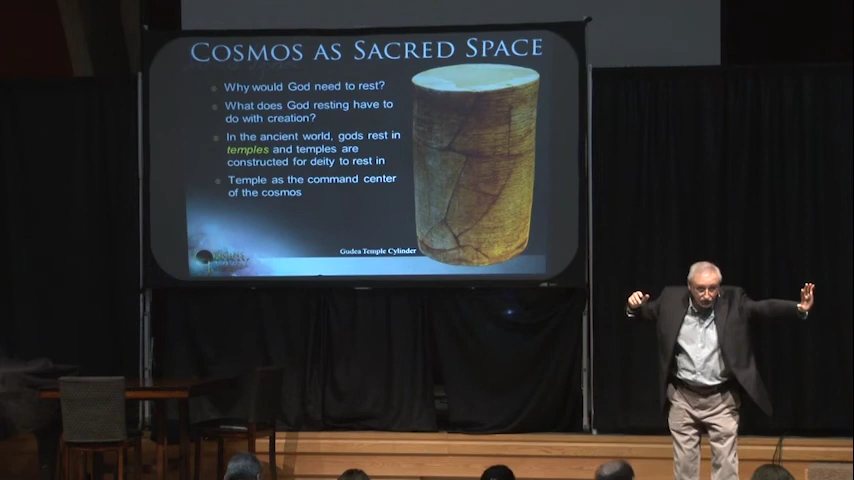 COSMOS AS SACRED SPACE
Why would God need to rest?
What does God resting have to
do with creation?
In the ancient world, gods rest in
temples and temples are
constructed for deity to rest in
Temple as the command center
of the cosmos
Gudea Temple Cylinder